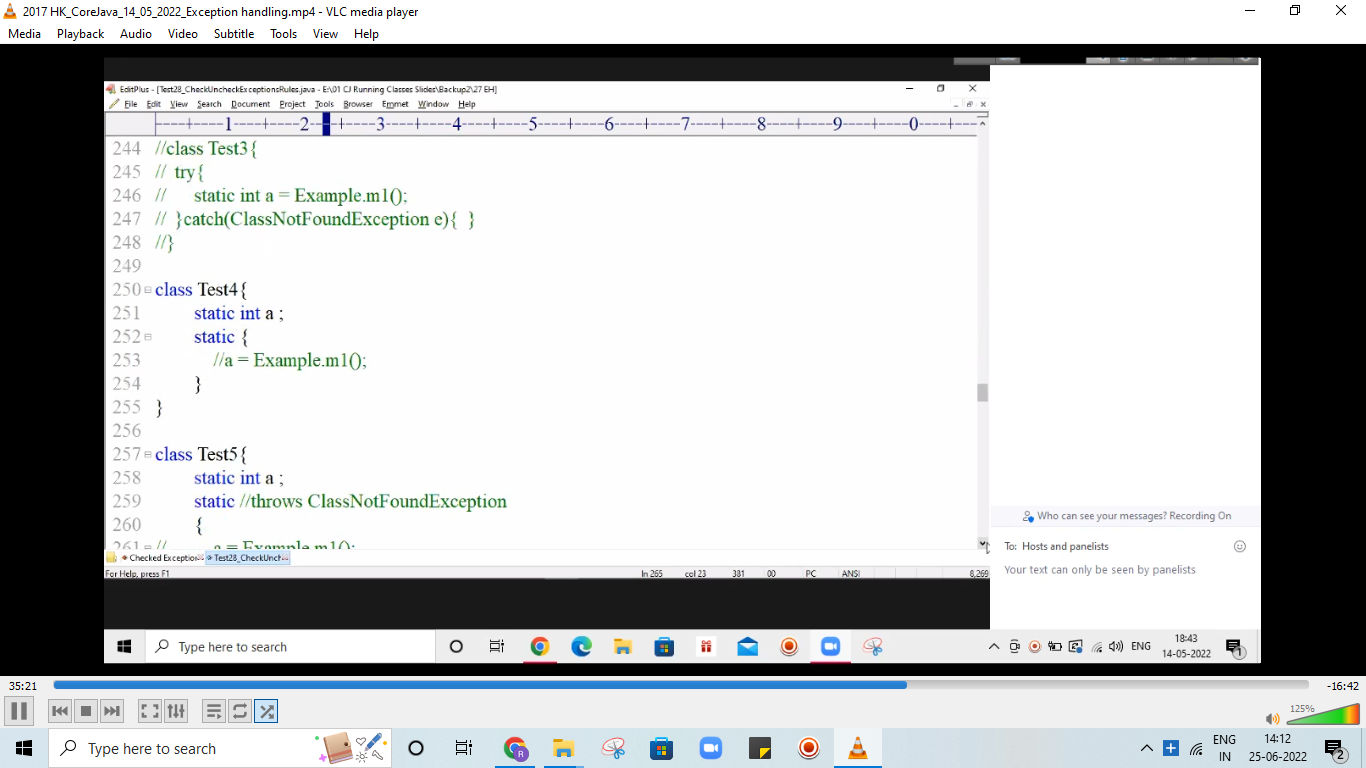 2017 HK_CoreJava_14_05_2022_Exception handling.mp4 - VLC media player
Media Playback Audio Video Subtitle Tools View Help
EditPlus - [Test28_CheckUncheckExceptionsRules.java - E:\01 CJ Running Classes Slides\Backup2\27 EH]
File Edit View Search Document Project Tools Browser Emmet Window Help
----+----1----+----2----+----3----+----4----+----5----+----6----+----7----+----8----+----9----+----0----+---
244 //class Test3{
245 // try{
246 // static int a = Example.m1();
247 // }catch(ClassNotFoundException e){ }
248 //}
249
250 class Test4{
251 static int a ;
252 static {
253 //a = Example.m1();
254 }
255 }
256
257 class Test5{
258 static int a ;
259 static //throws ClassNotFoundException
260 {
261 // a = Example.m1();
Checked Exception Test28_CheckUnch
For Help, press F1 ln 265 col 23 381 00 PC ANSI 8,269
Who can see your messages? Recording On
To: Hosts and panelists
Your text can only be seen by panelists
Type here to search
ENG
18:43
14-05-2022
1
35:21
-16:42
125%
Type here to search
ENG
IN
14:12
25-06-2022
2